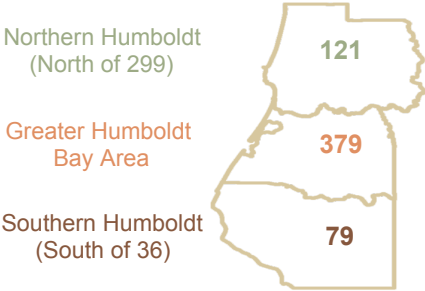 Northern Humboldt
(North of 299)
121
Greater Humboldt
Bay Area
379
Southern Humboldt
(South of 36)
79